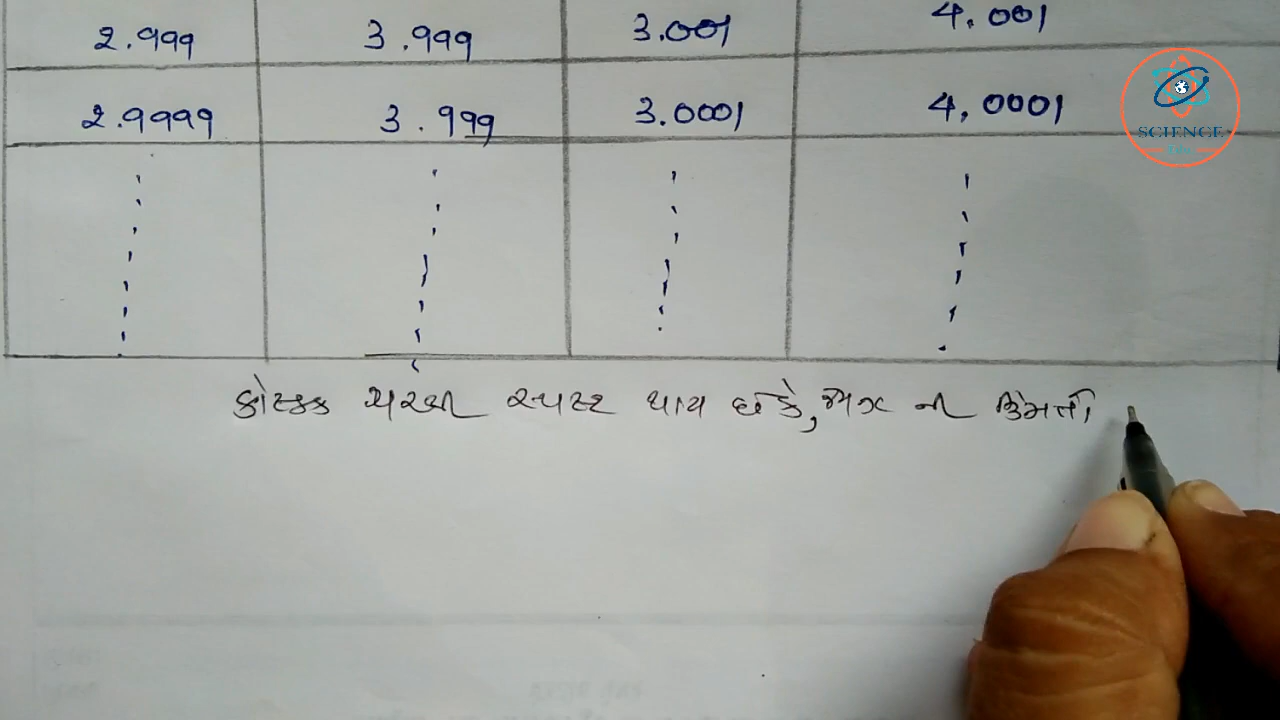 2.999 3.999 3.001 4.001
2.9999 3.999 3.0001 4.0001
SCIENCE
Tube
કોષ્ટક પરથી સ્પષ્ટ થાય છે કે, ની કિંમતો